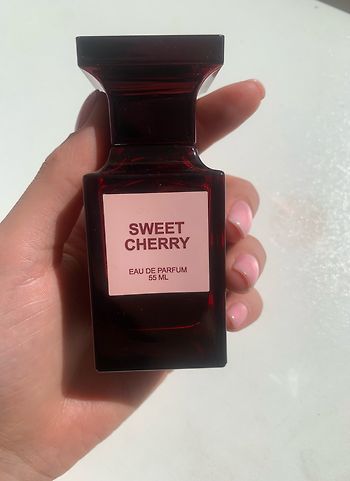 SWEET
CHERRY
EAU DE PARFUM
55 ML